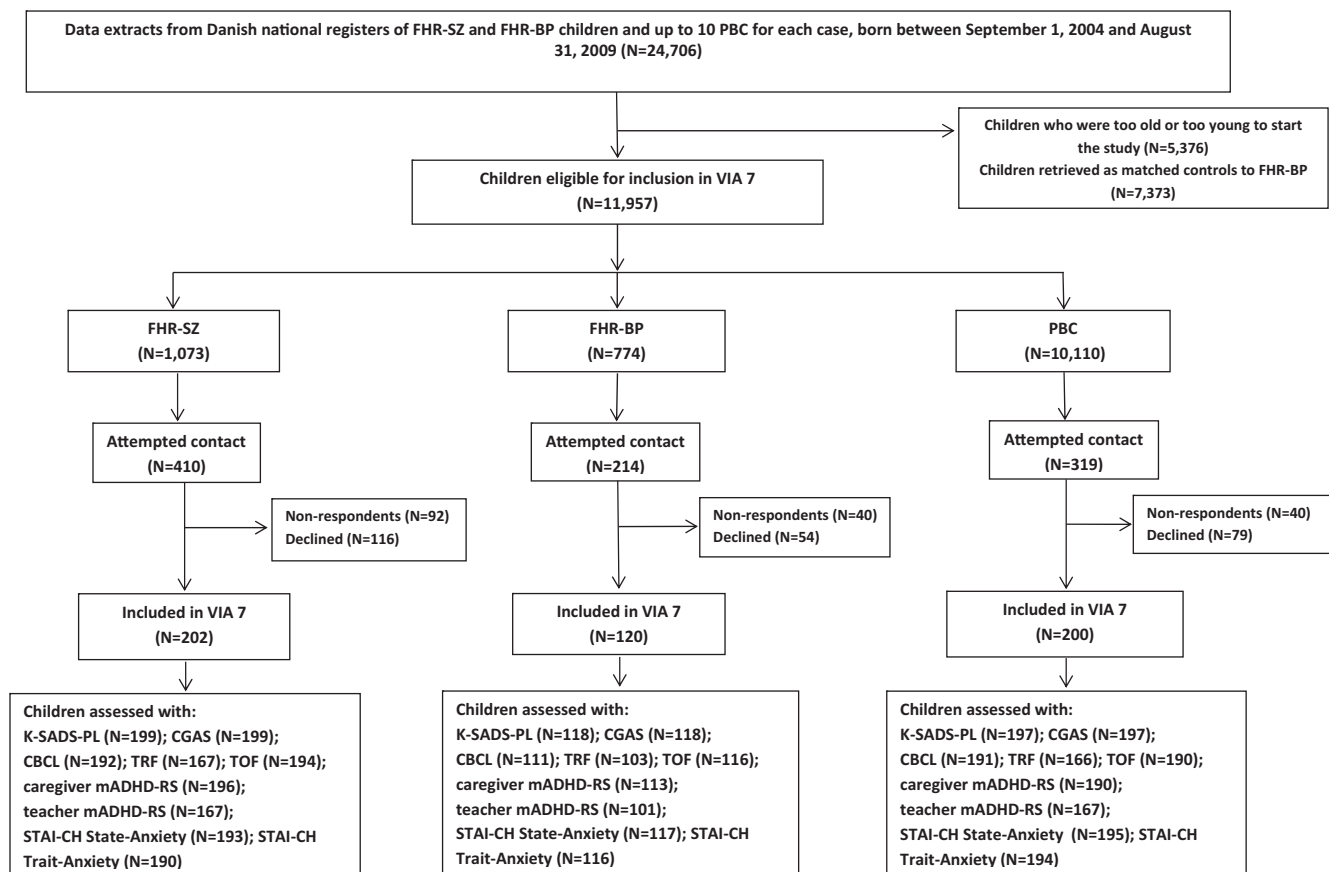 Data extracts from Danish national registers of FHR-SZ and FHR-BP children and up to 10 PBC for each case, born between September 1, 2004 and August
31, 2009 (N=24,706)
Children who were too old or too young to start
the study (N=5,376)
Children retrieved as matched controls to FHR-BP
(N=7,373)
Children eligible for inclusion in VIA 7
(N=11,957)
FHR-SZ
(N=1,073)
FHR-BP
(N=774)
PBC
(N=10,110)
Attempted contact
(N=410)
Attempted contact
(N=214)
Attempted contact
(N=319)
Non-respondents (N=92)
Declined (N=116)
Non-respondents (N=40)
Declined (N=54)
Non-respondents (N=40)
Declined (N=79)
Included in VIA 7
(N=202)
Included in VIA 7
(N=120)
Included in VIA 7
(N=200)
Children assessed with:
K-SADS-PL (N=199); CGAS (N=199);
CBCL (N=192); TRF (N=167); TOF (N=194);
caregiver mADHD-RS (N=196);
teacher mADHD-RS (N=167);
STAI-CH State-Anxiety (N=193); STAI-CH
Trait-Anxiety (N=190)
Children assessed with:
K-SADS-PL (N=118); CGAS (N=118);
CBCL (N=111); TRF (N=103); TOF (N=116);
caregiver mADHD-RS (N=113);
teacher mADHD-RS (N=101);
STAI-CH State-Anxiety (N=117); STAI-CH
Trait-Anxiety (N=116)
Children assessed with:
K-SADS-PL (N=197); CGAS (N=197);
CBCL (N=191); TRF (N=166); TOF (N=190);
caregiver mADHD-RS (N=190);
teacher mADHD-RS (N=167);
STAI-CH State-Anxiety (N=195); STAI-CH
Trait-Anxiety (N=194)